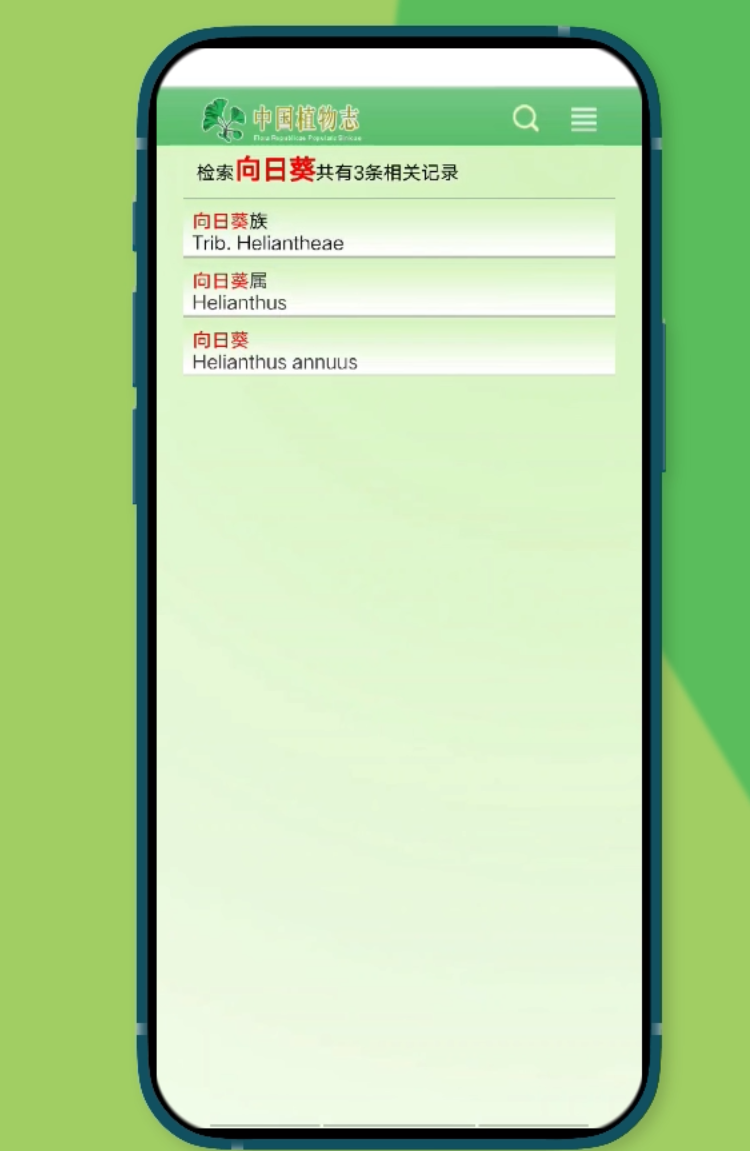 中国植物志
Flora Reipublicae Popularis Sinicae
检索向日葵共有3条相关记录
向日葵族
Trib. Heliantheae
向日葵属
Helianthus
向日葵
Helianthus annuus